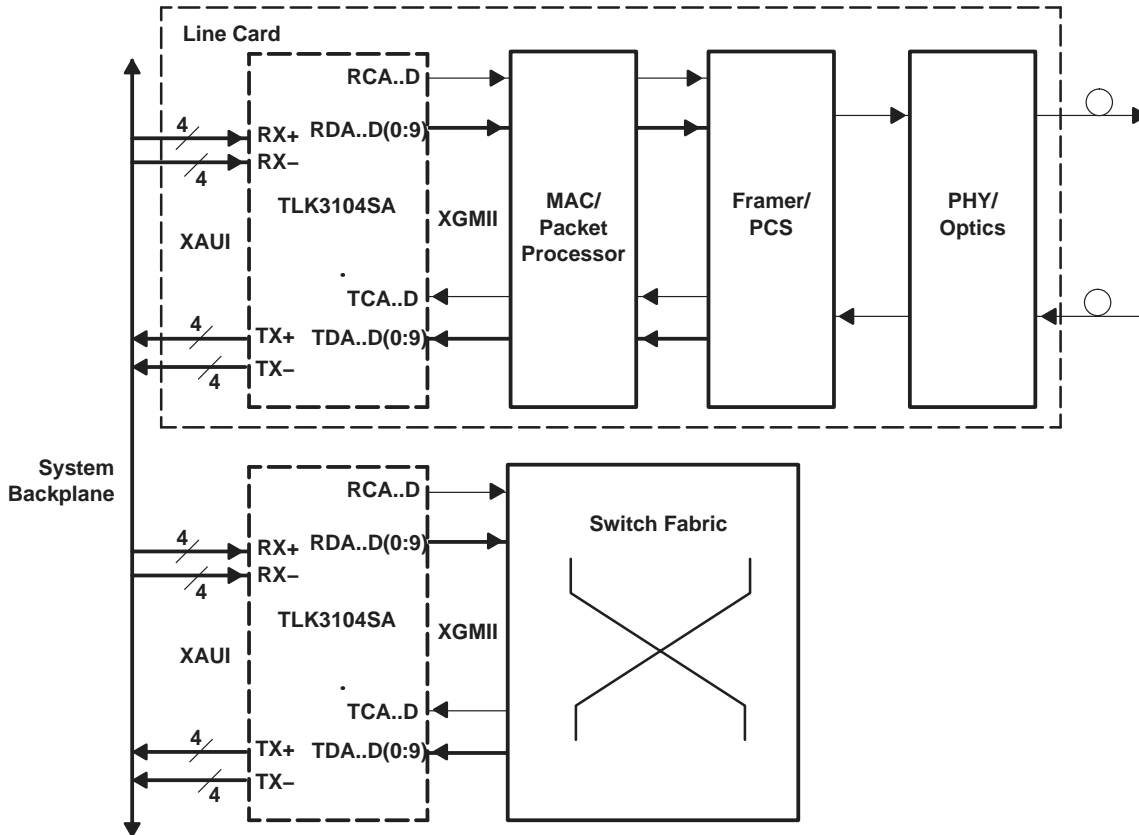 Line Card
RCA..D
4
RX+
RDA..D(0:9)
RX–
4
TLK3104SA
MAC/
Packet
Processor
Framer/
PCS
PHY/
Optics
XAUI
XGMII
TCA..D
4
TX+
TDA..D(0:9)
TX–
4
System
Backplane
RCA..D
Switch Fabric
4
RX+
RDA..D(0:9)
RX–
4
TLK3104SA
XAUI
XGMII
TCA..D
4
TX+
TDA..D(0:9)
TX–
4